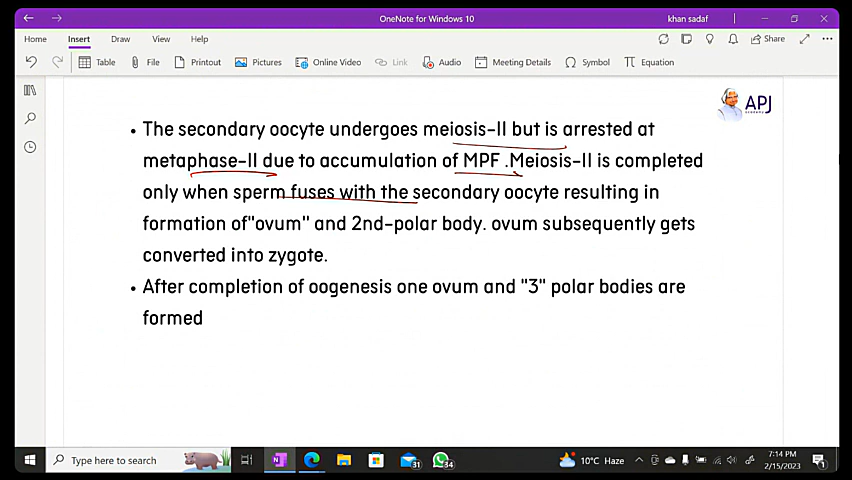 OneNote for Windows 10
khan sadaf
Home Insert Draw View Help
Share
Table File Printout Pictures Online Video Link Audio Meeting Details Symbol Equation
APJ
• The secondary oocyte undergoes meiosis-II but is arrested at
metaphase-II due to accumulation of MPF .Meiosis-II is completed
only when sperm fuses with the secondary oocyte resulting in
formation of"ovum" and 2nd-polar body. ovum subsequently gets
converted into zygote.
• After completion of oogenesis one ovum and "3" polar bodies are
formed
Type here to search
31
34
10°C Haze
7:14 PM
2/15/2023
1